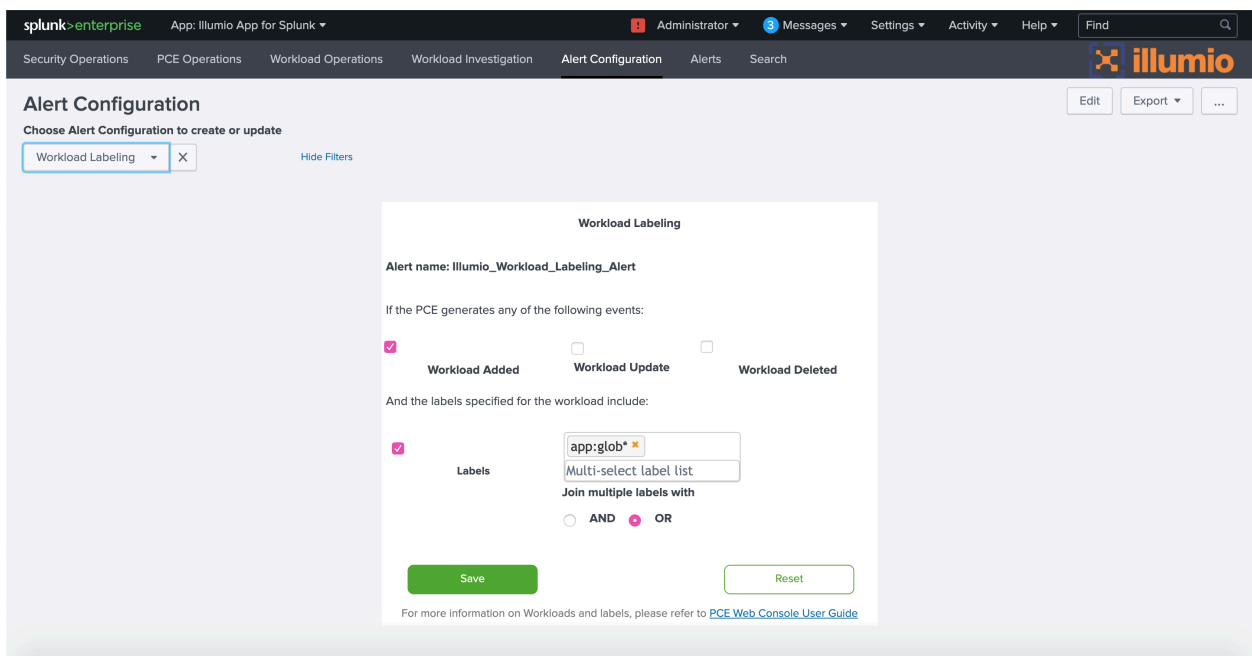 splunk>enterprise App: Illumio App for Splunk ! Administrator 3 Messages Settings Activity Help Find
Security Operations PCE Operations Workload Operations Workload Investigation Alert Configuration Alerts Search illumio
Alert Configuration Edit Export ...
Choose Alert Configuration to create or update
Workload Labeling Hide Filters
Workload Labeling
Alert name: Illumio_Workload_Labeling_Alert
If the PCE generates any of the following events:
Workload Added Workload Update Workload Deleted
And the labels specified for the workload include:
app:glob*
Labels Multi-select label list
Join multiple labels with
AND OR
Save Reset
For more information on Workloads and labels, please refer to PCE Web Console User Guide